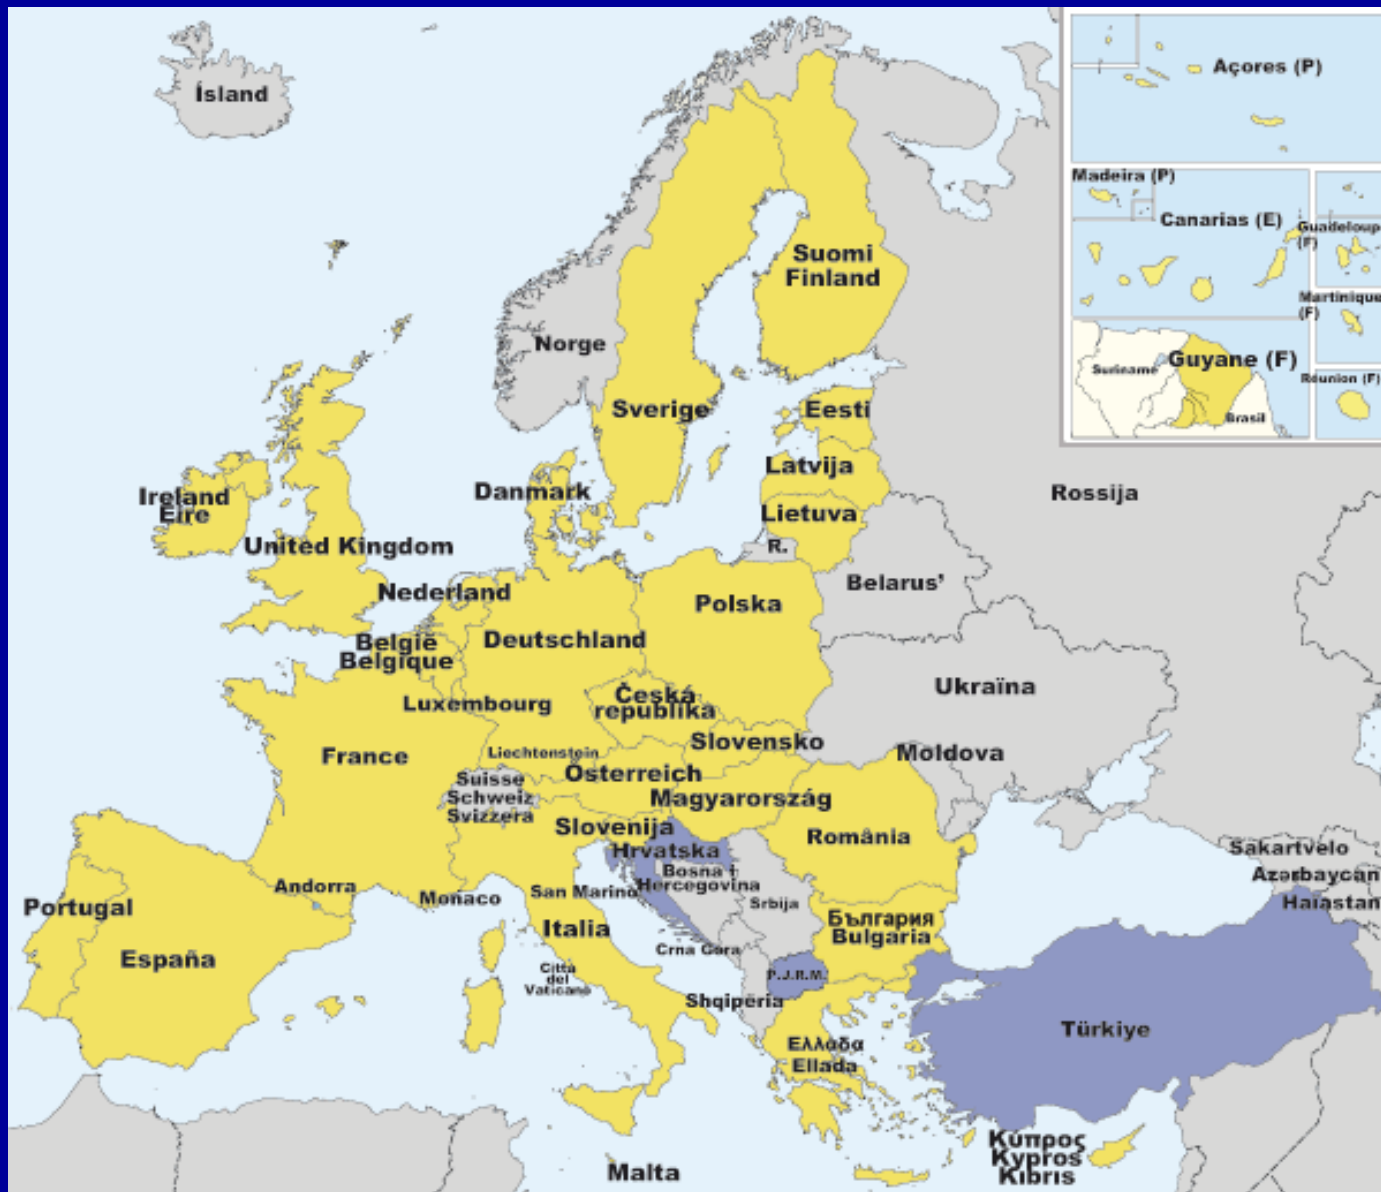 Ísland
Açores (P)
Madeira (P)
Canarias (E)
Guadeloupe
(F)
Martinique
(F)
Guyane (F)
Suriname
Brasil
Réunion (F)
Suomi
Finland
Norge
Sverige
Eesti
Latvija
Lietuva
R.
Danmark
Ireland
Eire
United Kingdom
Rossija
Belarus’
Nederland
Polska
België
Belgique
Deutschland
Luxembourg
Česká
republika
Ukraïna
Slovensko
Moldova
France
Liechtenstein
Österreich
Suisse
Schweiz
Svizzera
Magyarország
Slovenija
România
Hrvatska
Bosna i
Hercegovina
Srbija
Sakartvelo
Azərbaycan
Haiastan
Andorra
Monaco
San Marino
Portugal
España
Italia
България
Bulgaria
Crna Gora
Città
del
Vaticano
P.J.R.M.
Shqipëria
Türkiye
Ελλάδα
Ellada
Malta
Κύπρος
Kypros
Kıbrıs